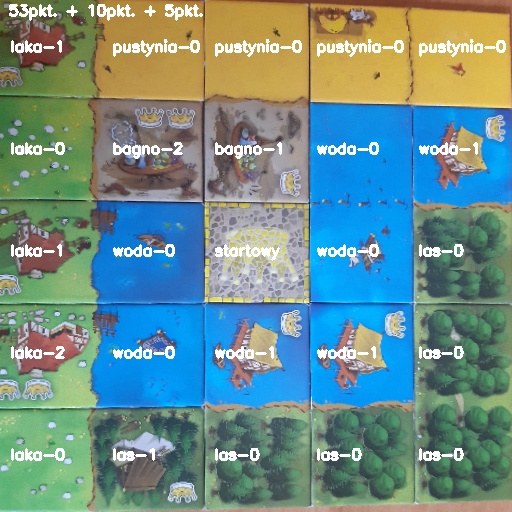 53pkt. + 10pkt. + 5pkt.
laka-1 pustynia-0 pustynia-0 pustynia-0 pustynia-0
laka-0 bagno-2 bagno-1 woda-0 woda-1
laka-1 woda-0 startowy woda-0 las-0
laka-2 woda-0 woda-1 woda-1 las-0
laka-0 las-1 las-0 las-0 las-0